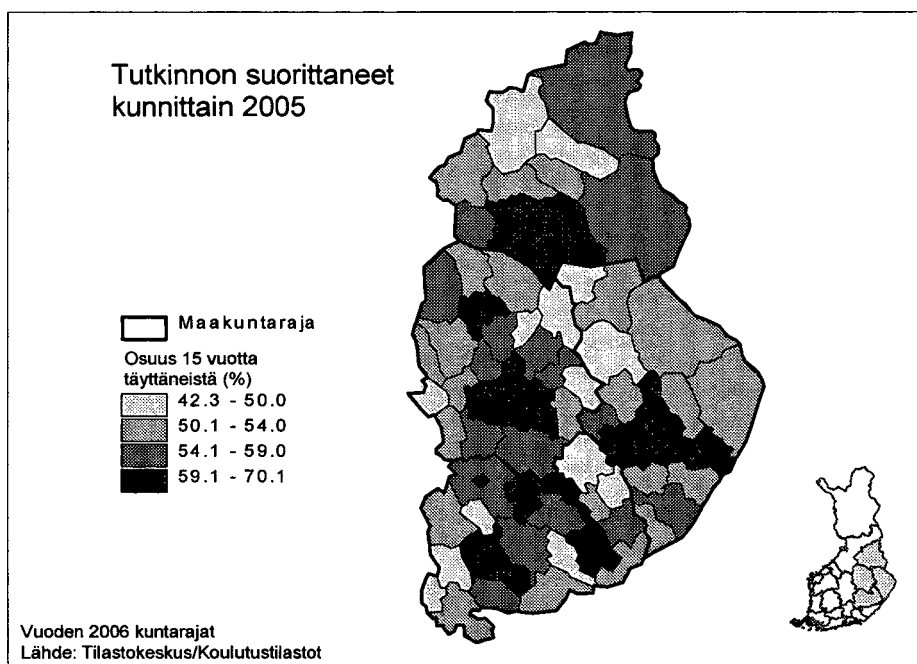 Tutkinnon suorittaneet
kunnittain 2005
Maakuntaraja
Osuus 15 vuotta
täyttäneistä (%)
42.3 - 50.0
50.1 - 54.0
54.1 - 59.0
59.1 - 70.1
Vuoden 2006 kuntarajat
Lähde: Tilastokeskus/Koulutustilastot